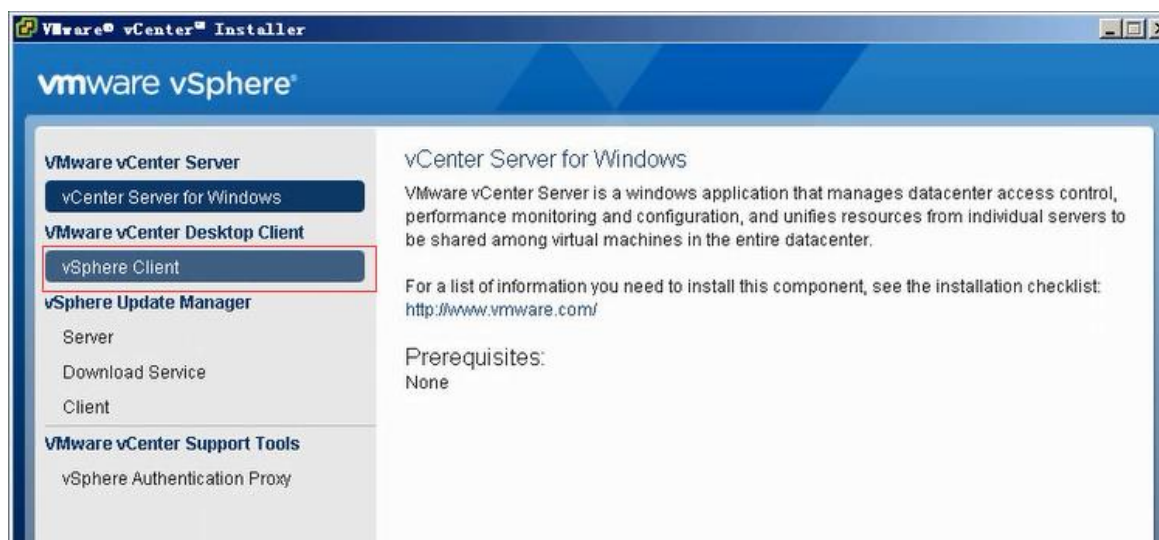 VMware® vCenter™ Installer
vmware vSphere®
VMware vCenter Server
vCenter Server for Windows
VMware vCenter Desktop Client
vSphere Client
vSphere Update Manager
Server
Download Service
Client
VMware vCenter Support Tools
vSphere Authentication Proxy
vCenter Server for Windows
VMware vCenter Server is a windows application that manages datacenter access control,
performance monitoring and configuration, and unifies resources from individual servers to
be shared among virtual machines in the entire datacenter.
For a list of information you need to install this component, see the installation checklist:
http://www.vmware.com/
Prerequisites:
None